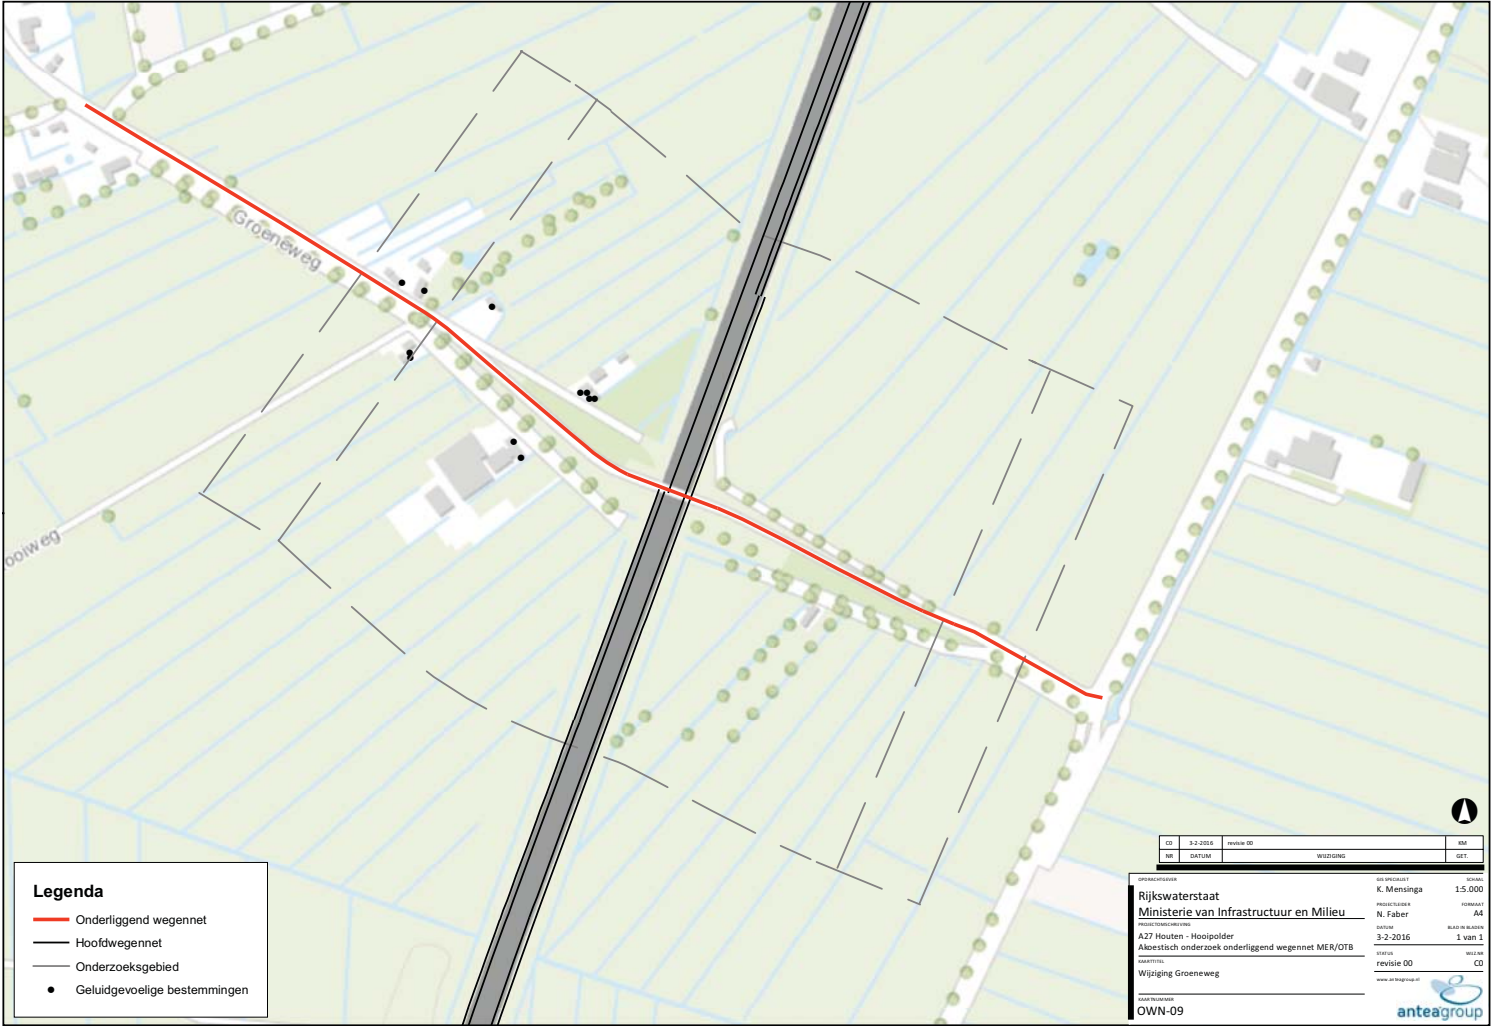 Groeneweg
ooiweg
Legenda
Onderliggend wegennet
Hoofdwegennet
Onderzoeksgebied
Geluidgevoelige bestemmingen
C0 3-2-2016 revisie 00 KM
NR DATUM WIJZIGING GET.
OPDRACHTGEVER
Rijkswaterstaat
Ministerie van Infrastructuur en Milieu
PROJECTOMSCHRIJVING
A27 Houten - Hooipolder
Akoestisch onderzoek onderliggend wegennet MER/OTB
KAARTTITEL
Wijziging Groeneweg
KAARTNUMMER
OWN-09
GIS SPECIALIST SCHAAL
K. Mensinga 1:5.000
PROJECTLEIDER FORMAAT
N. Faber A4
DATUM BLAD IN BLADEN
3-2-2016 1 van 1
STATUS WIJZ.NR
revisie 00 C0
www.anteagroup.nl
anteagroup